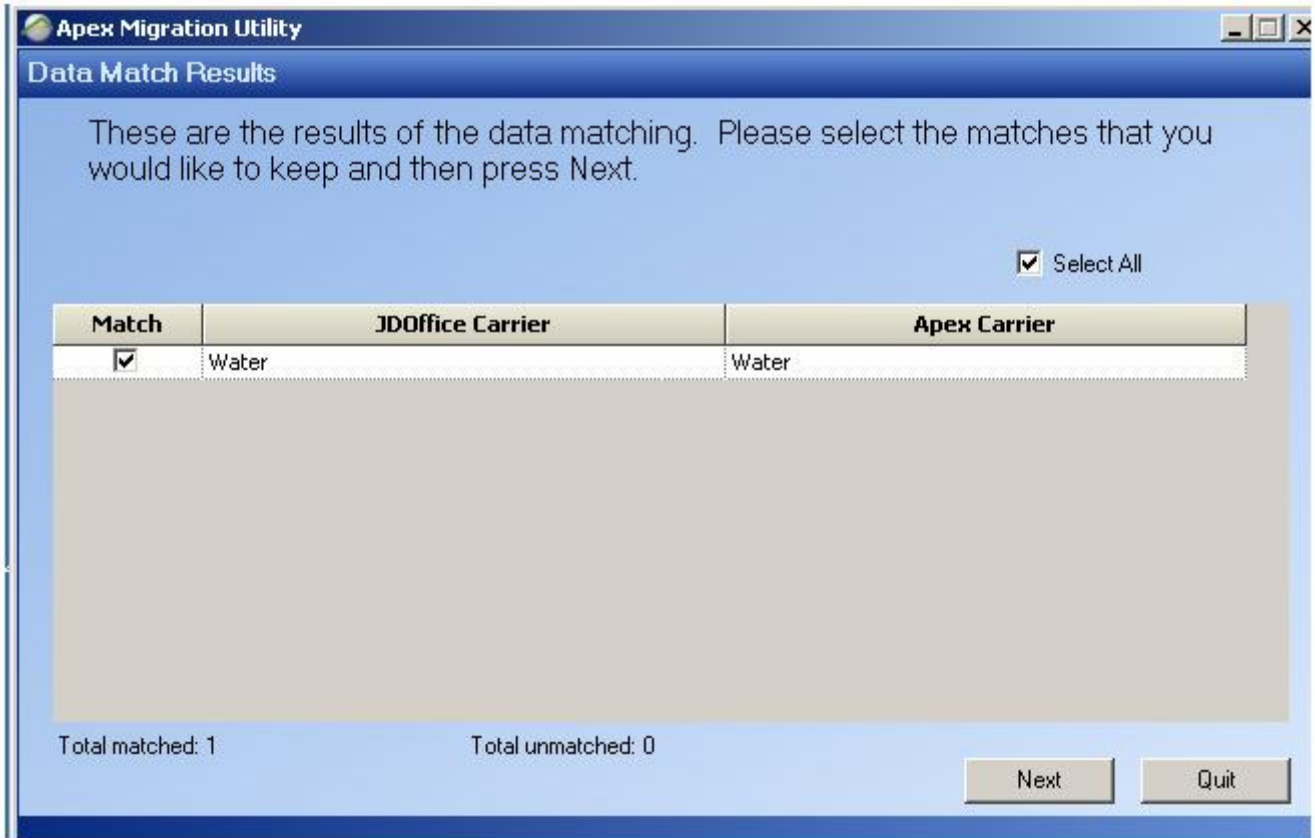 Apex Migration Utility
Data Match Results
These are the results of the data matching.  Please select the matches that you
would like to keep and then press Next.
Select All
Match JDOffice Carrier Apex Carrier
Water Water
Total matched: 1 Total unmatched: 0
Next Quit